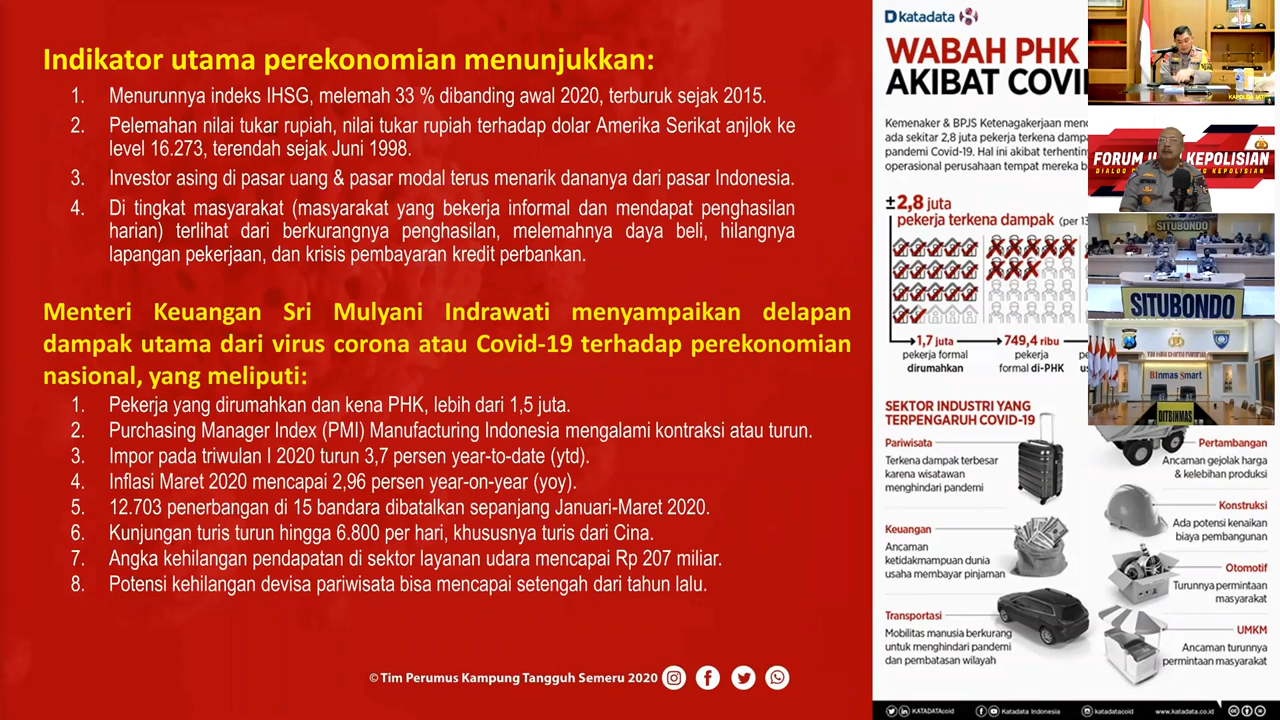 Indikator utama perekonomian menunjukkan:
1. Menurunnya indeks IHSG, melemah 33 % dibanding awal 2020, terburuk sejak 2015.
2. Pelemahan nilai tukar rupiah, nilai tukar rupiah terhadap dolar Amerika Serikat anjlok ke
level 16.273, terendah sejak Juni 1998.
3. Investor asing di pasar uang & pasar modal terus menarik dananya dari pasar Indonesia.
4. Di tingkat masyarakat (masyarakat yang bekerja informal dan mendapat penghasilan
harian) terlihat dari berkurangnya penghasilan, melemahnya daya beli, hilangnya
lapangan pekerjaan, dan krisis pembayaran kredit perbankan.
Menteri Keuangan Sri Mulyani Indrawati menyampaikan delapan
dampak utama dari virus corona atau Covid-19 terhadap perekonomian
nasional, yang meliputi:
1. Pekerja yang dirumahkan dan kena PHK, lebih dari 1,5 juta.
2. Purchasing Manager Index (PMI) Manufacturing Indonesia mengalami kontraksi atau turun.
3. Impor pada triwulan I 2020 turun 3,7 persen year-to-date (ytd).
4. Inflasi Maret 2020 mencapai 2,96 persen year-on-year (yoy).
5. 12.703 penerbangan di 15 bandara dibatalkan sepanjang Januari-Maret 2020.
6. Kunjungan turis turun hingga 6.800 per hari, khususnya turis dari Cina.
7. Angka kehilangan pendapatan di sektor layanan udara mencapai Rp 207 miliar.
8. Potensi kehilangan devisa pariwisata bisa mencapai setengah dari tahun lalu.
© Tim Perumus Kampung Tangguh Semeru 2020
katadata
WABAH PHK
AKIBAT COVI
Kemenaker & BPJS Ketenagakerjaan menc
ada sekitar 2,8 juta pekerja terkena dampa
pandemi Covid-19. Hal ini akibat terhentin
operasional perusahaan tempat mereka b
±2,8 juta
pekerja terkena dampak (per 13
1,7 juta
pekerja formal
dirumahkan
749,4 ribu
pekerja
formal di-PHK
SEKTOR INDUSTRI YANG
TERPENGARUH COVID-19
Pariwisata
Terkena dampak terbesar
karena wisatawan
menghindari pandemi
Keuangan
Ancaman
ketidakmampuan dunia
usaha membayar pinjaman
Transportasi
Mobilitas manusia berkurang
untuk menghindari pandemi
dan pembatasan wilayah
Pertambangan
Ancaman gejolak harga
& kelebihan produksi
Konstruksi
Ada potensi kenaikan
biaya pembangunan
Otomotif
Turunnya permintaan
masyarakat
UMKM
Ancaman turunnya
permintaan masyarakat
KATADATAcoid
Katadata Indonesia
katadatacoid
www.katadata.co.id
FORUM
KEPOLISIAN
DIALOG
KEPOLISIAN
SITUBONDO
SITUBONDO
BInmas Smart
DITBINMAS